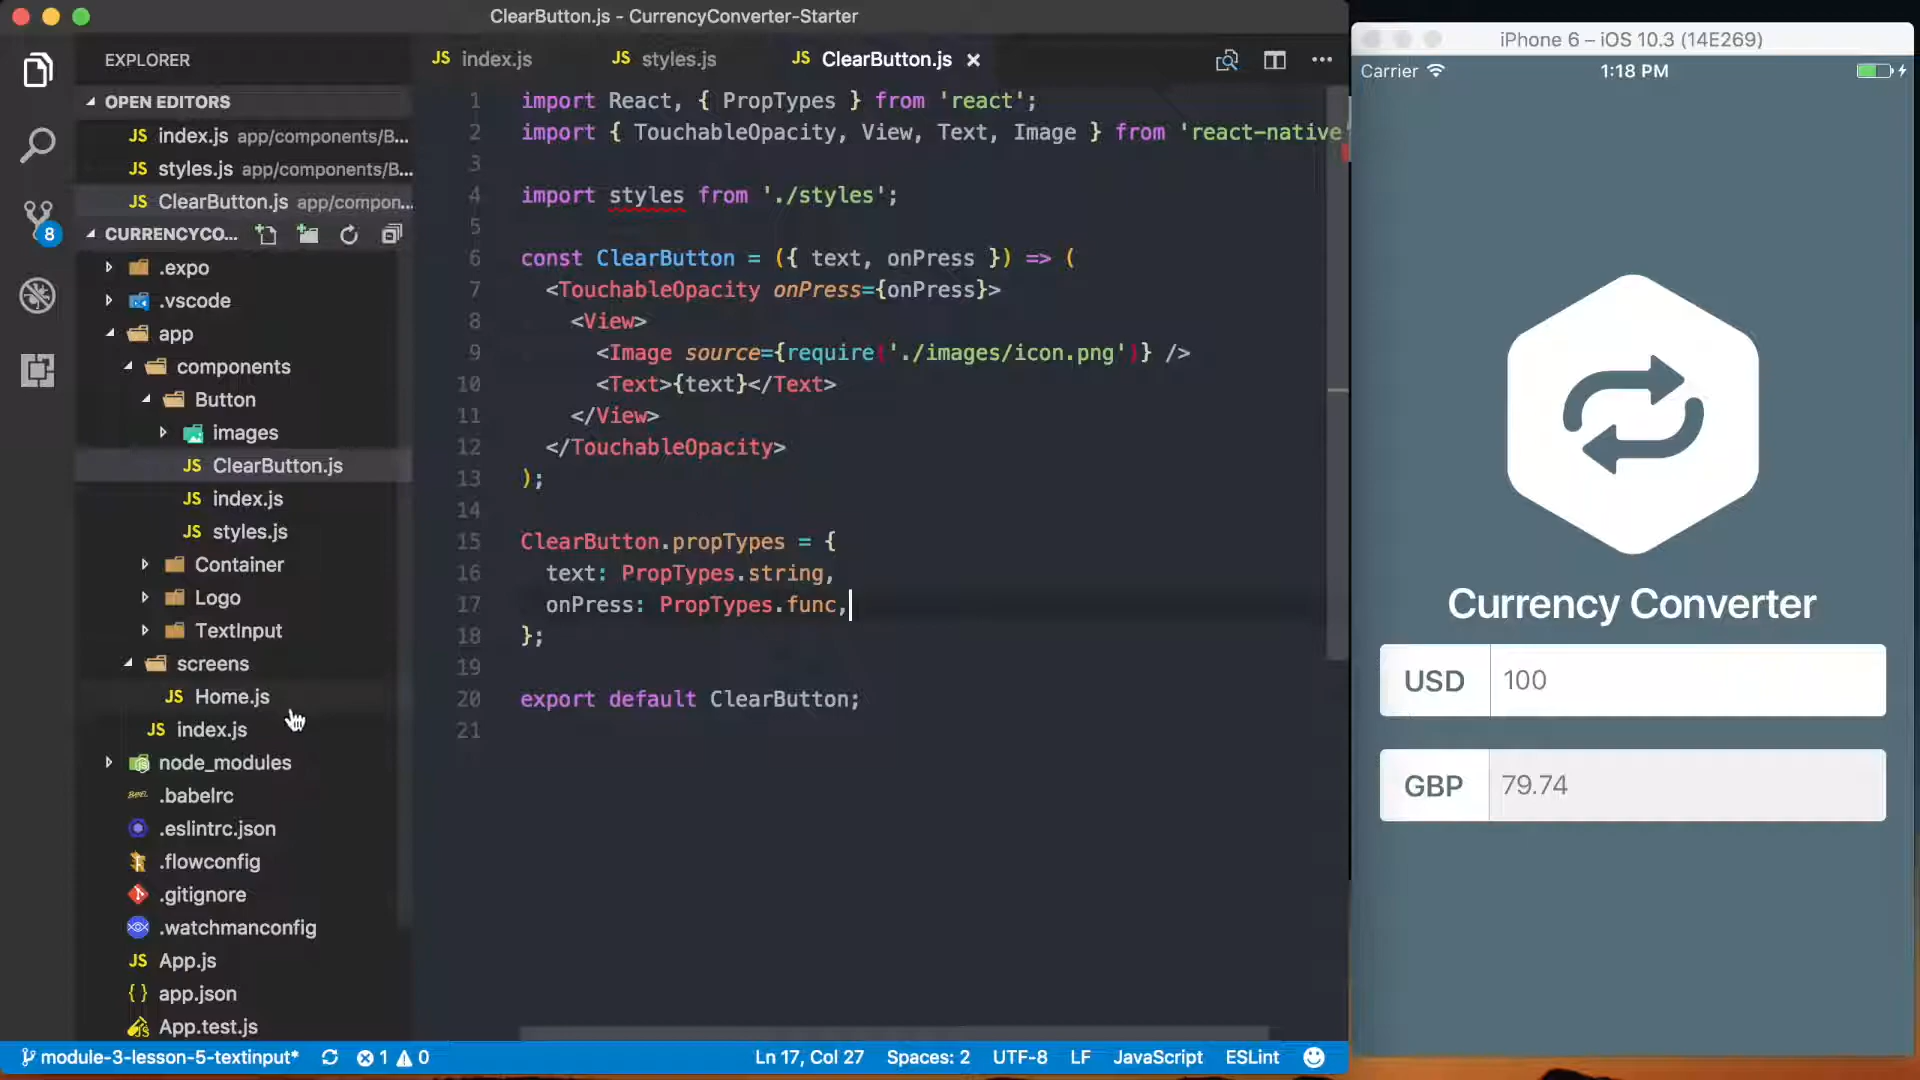 ClearButton.js - CurrencyConverter-Starter
EXPLORER
OPEN EDITORS
JS index.js app/components/B...
JS styles.js app/components/B...
JS ClearButton.js app/compon...
CURRENCYCO...
.expo
.vscode
app
components
Button
images
JS ClearButton.js
JS index.js
JS styles.js
Container
Logo
TextInput
screens
JS Home.js
JS index.js
node_modules
.babelrc
.eslintrc.json
.flowconfig
.gitignore
.watchmanconfig
JS App.js
{ } app.json
App.test.js
8
JS index.js JS styles.js JS ClearButton.js
1 import React, { PropTypes } from 'react';
2 import { TouchableOpacity, View, Text, Image } from 'react-native
3
4 import styles from './styles';
5
6 const ClearButton = ({ text, onPress }) => (
7 <TouchableOpacity onPress={onPress}>
8 <View>
9 <Image source={require('./images/icon.png')} />
10 <Text>{text}</Text>
11 </View>
12 </TouchableOpacity>
13 );
14
15 ClearButton.propTypes = {
16 text: PropTypes.string,
17 onPress: PropTypes.func,
18 };
19
20 export default ClearButton;
21
module-3-lesson-5-textinput* 1 0 Ln 17, Col 27 Spaces: 2 UTF-8 LF JavaScript ESLint
iPhone 6 – iOS 10.3 (14E269)
Carrier 1:18 PM
Currency Converter
USD 100
GBP 79.74